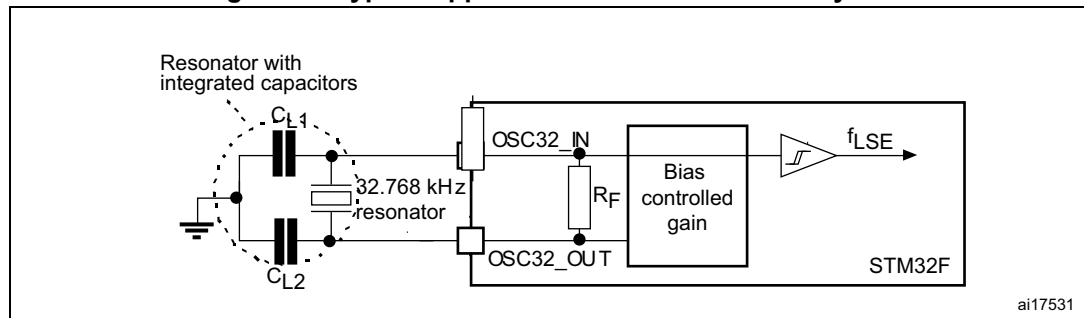 Resonator with
integrated capacitors
CL1
OSC32_IN
fLSE
32.768 kHz
resonator
RF
Bias
controlled
gain
OSC32_OUT
STM32F
CL2
ai17531